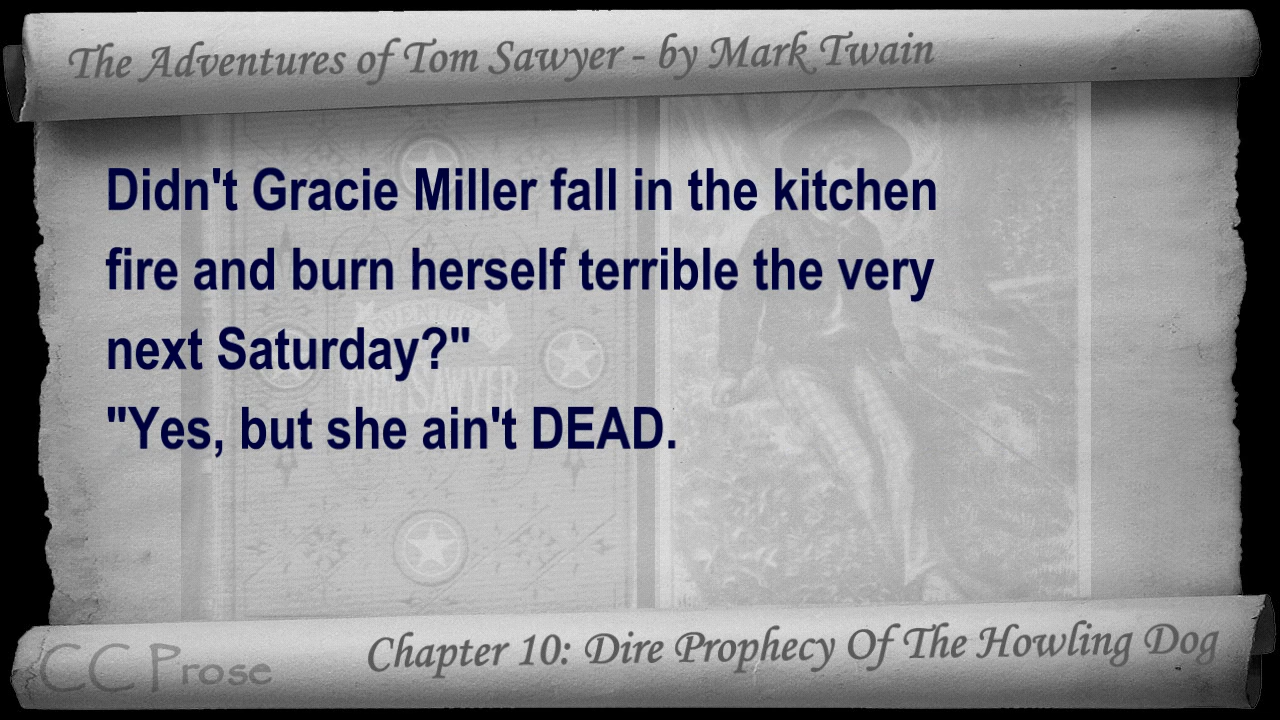 The Adventures of Tom Sawyer - by Mark Twain
Didn't Gracie Miller fall in the kitchen
fire and burn herself terrible the very
next Saturday?"
"Yes, but she ain't DEAD.
TOM SAWYER
Chapter 10: Dire Prophecy Of The Howling Dog
CC Prose